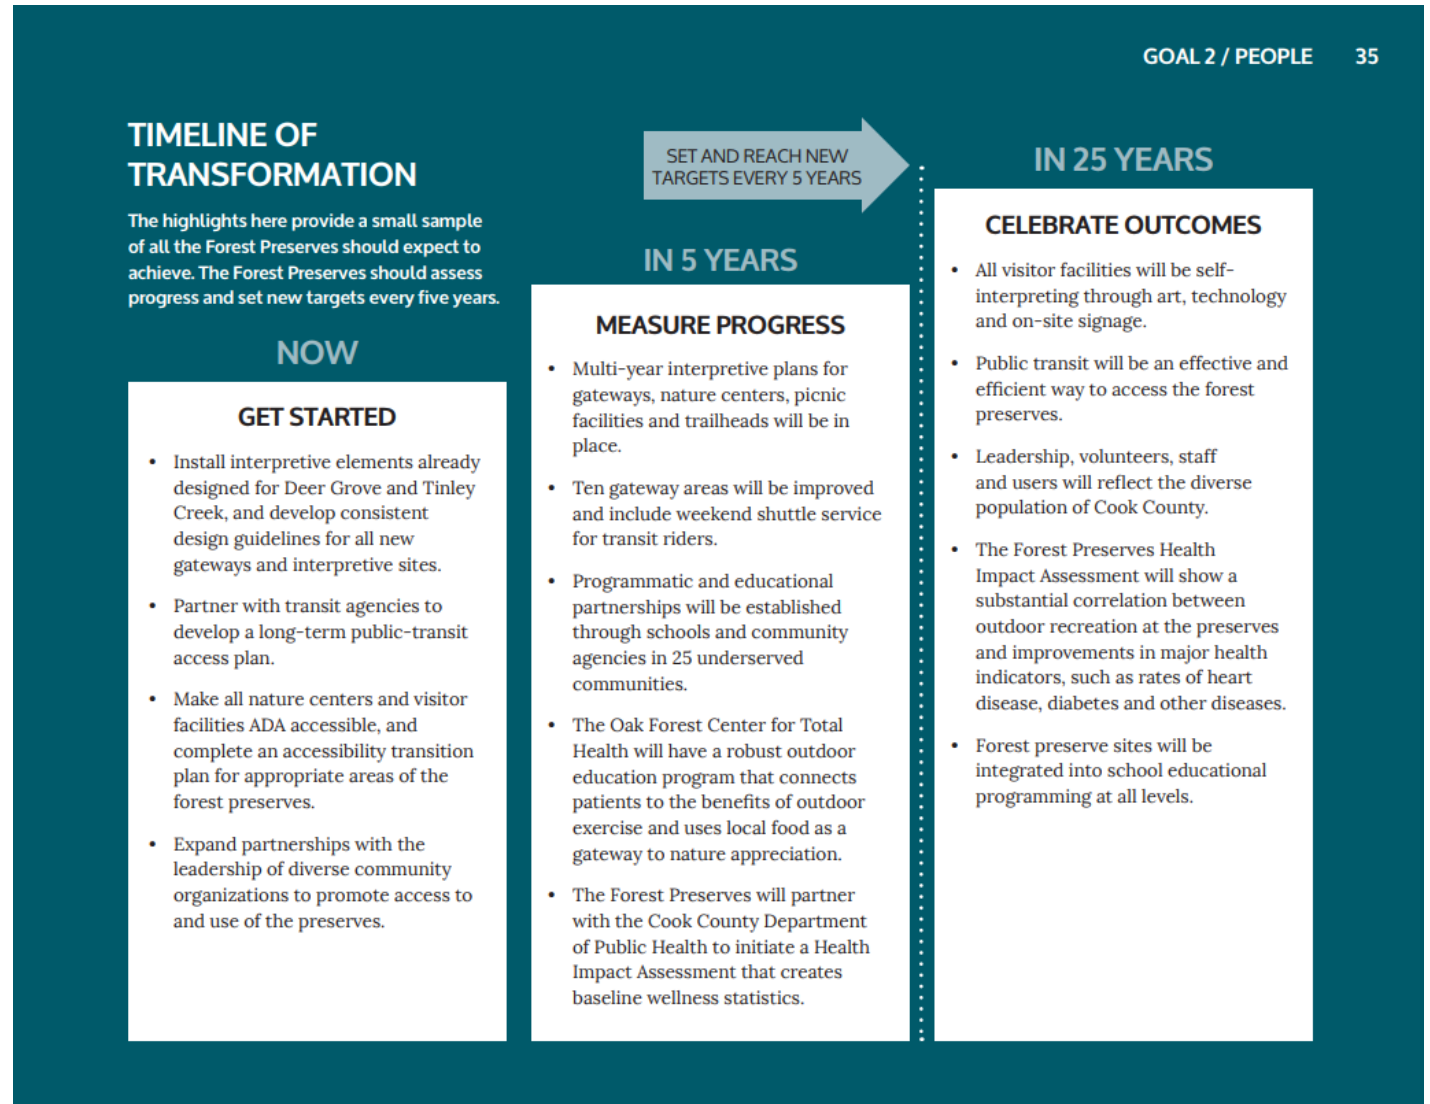 GOAL 2 / PEOPLE 35
TIMELINE OF
TRANSFORMATION
The highlights here provide a small sample
of all the Forest Preserves should expect to
achieve. The Forest Preserves should assess
progress and set new targets every five years.
NOW
GET STARTED
• Install interpretive elements already
designed for Deer Grove and Tinley
Creek, and develop consistent
design guidelines for all new
gateways and interpretive sites.
• Partner with transit agencies to
develop a long-term public-transit
access plan.
• Make all nature centers and visitor
facilities ADA accessible, and
complete an accessibility transition
plan for appropriate areas of the
forest preserves.
• Expand partnerships with the
leadership of diverse community
organizations to promote access to
and use of the preserves.
SET AND REACH NEW
TARGETS EVERY 5 YEARS
IN 5 YEARS
MEASURE PROGRESS
• Multi-year interpretive plans for
gateways, nature centers, picnic
facilities and trailheads will be in
place.
• Ten gateway areas will be improved
and include weekend shuttle service
for transit riders.
• Programmatic and educational
partnerships will be established
through schools and community
agencies in 25 underserved
communities.
• The Oak Forest Center for Total
Health will have a robust outdoor
education program that connects
patients to the benefits of outdoor
exercise and uses local food as a
gateway to nature appreciation.
• The Forest Preserves will partner
with the Cook County Department
of Public Health to initiate a Health
Impact Assessment that creates
baseline wellness statistics.
IN 25 YEARS
CELEBRATE OUTCOMES
• All visitor facilities will be self-
interpreting through art, technology
and on-site signage.
• Public transit will be an effective and
efficient way to access the forest
preserves.
• Leadership, volunteers, staff
and users will reflect the diverse
population of Cook County.
• The Forest Preserves Health
Impact Assessment will show a
substantial correlation between
outdoor recreation at the preserves
and improvements in major health
indicators, such as rates of heart
disease, diabetes and other diseases.
• Forest preserve sites will be
integrated into school educational
programming at all levels.